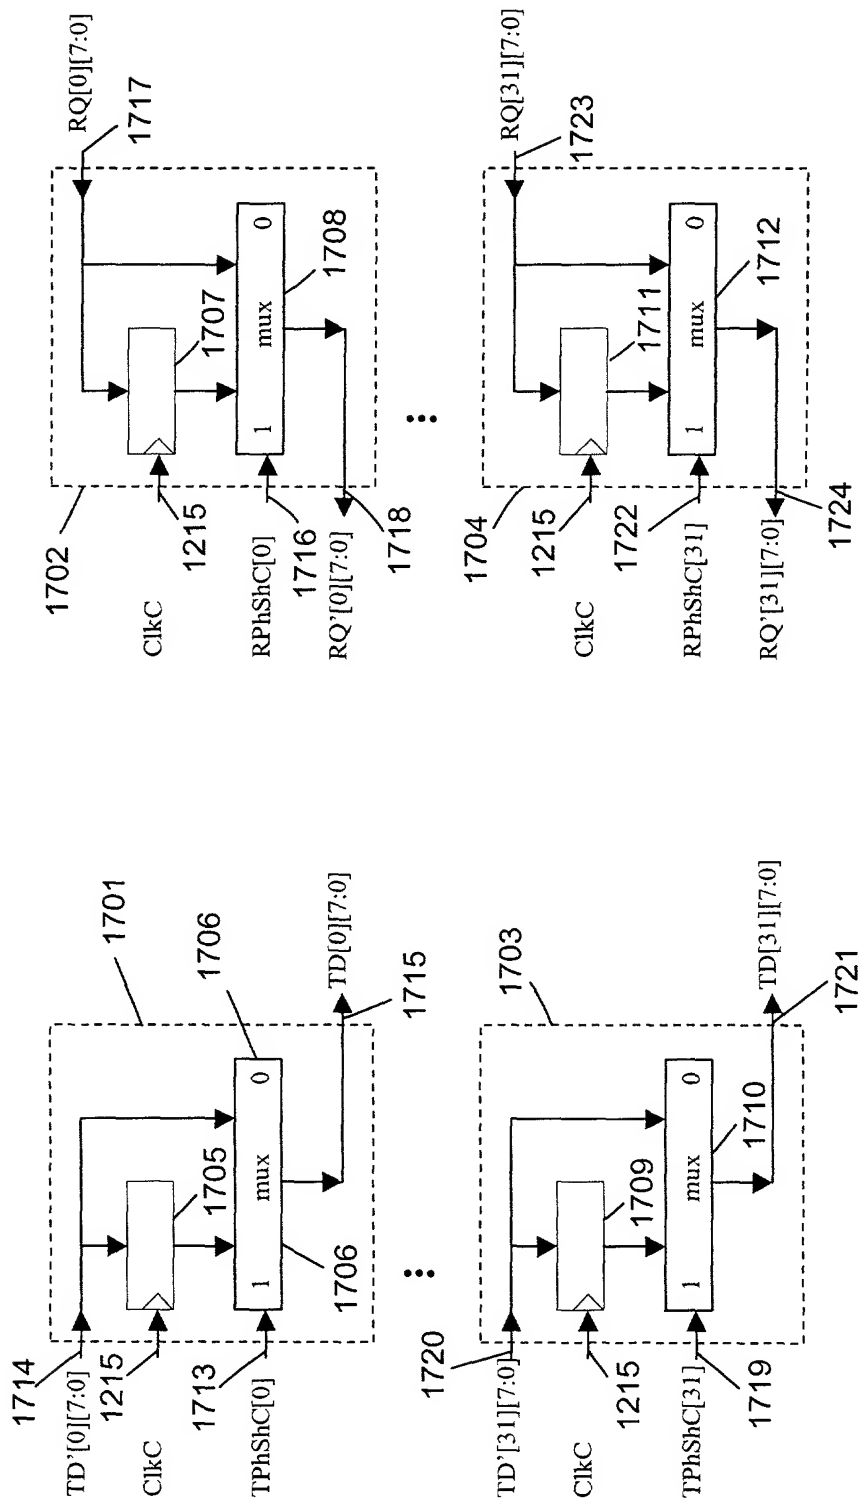 TD'[0][7:0]
1714
ClkC
1215
TPhShC[0]
1713
1705
1
mux
0
1706
1706
1701
TD[0][7:0]
1715
...
TD'[31][7:0]
1720
ClkC
1215
TPhShC[31]
1719
1709
1
mux
0
1710
1703
TD[31][7:0]
1721
RQ[0][7:0]
1717
1702
ClkC
1215
1707
RPhShC[0]
1716
1
mux
0
1708
RQ'[0][7:0]
1718
...
RQ[31][7:0]
1723
1704
ClkC
1215
1711
RPhShC[31]
1722
1
mux
0
1712
RQ'[31][7:0]
1724